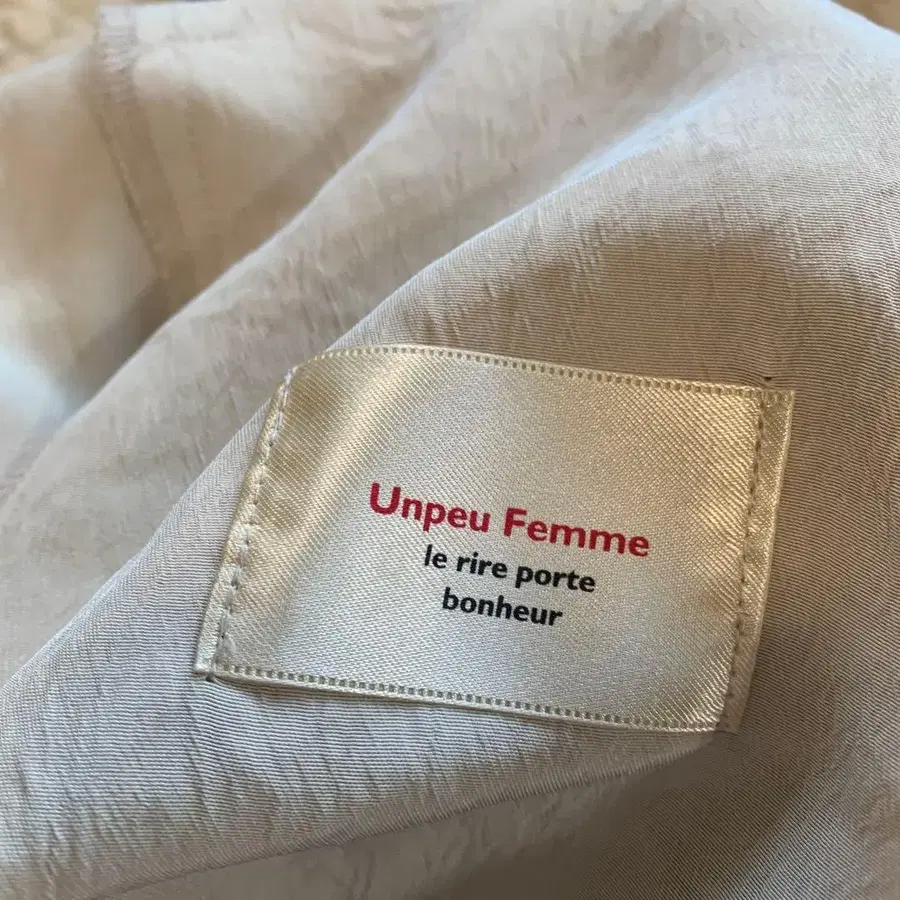 Unpeu Femme
le rire porte
bonheur